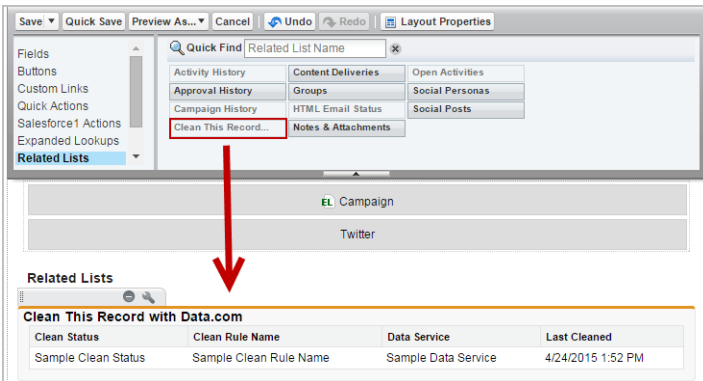 Save Quick Save Preview As... Cancel Undo Redo Layout Properties
Fields
Buttons
Custom Links
Quick Actions
Salesforce1 Actions
Expanded Lookups
Related Lists
Quick Find Related List Name
Activity History Content Deliveries Open Activities
Approval History Groups Social Personas
Campaign History HTML Email Status Social Posts
Clean This Record... Notes & Attachments
EL Campaign
Twitter
Related Lists
Clean This Record with Data.com
Clean Status Clean Rule Name Data Service Last Cleaned
Sample Clean Status Sample Clean Rule Name Sample Data Service 4/24/2015 1:52 PM